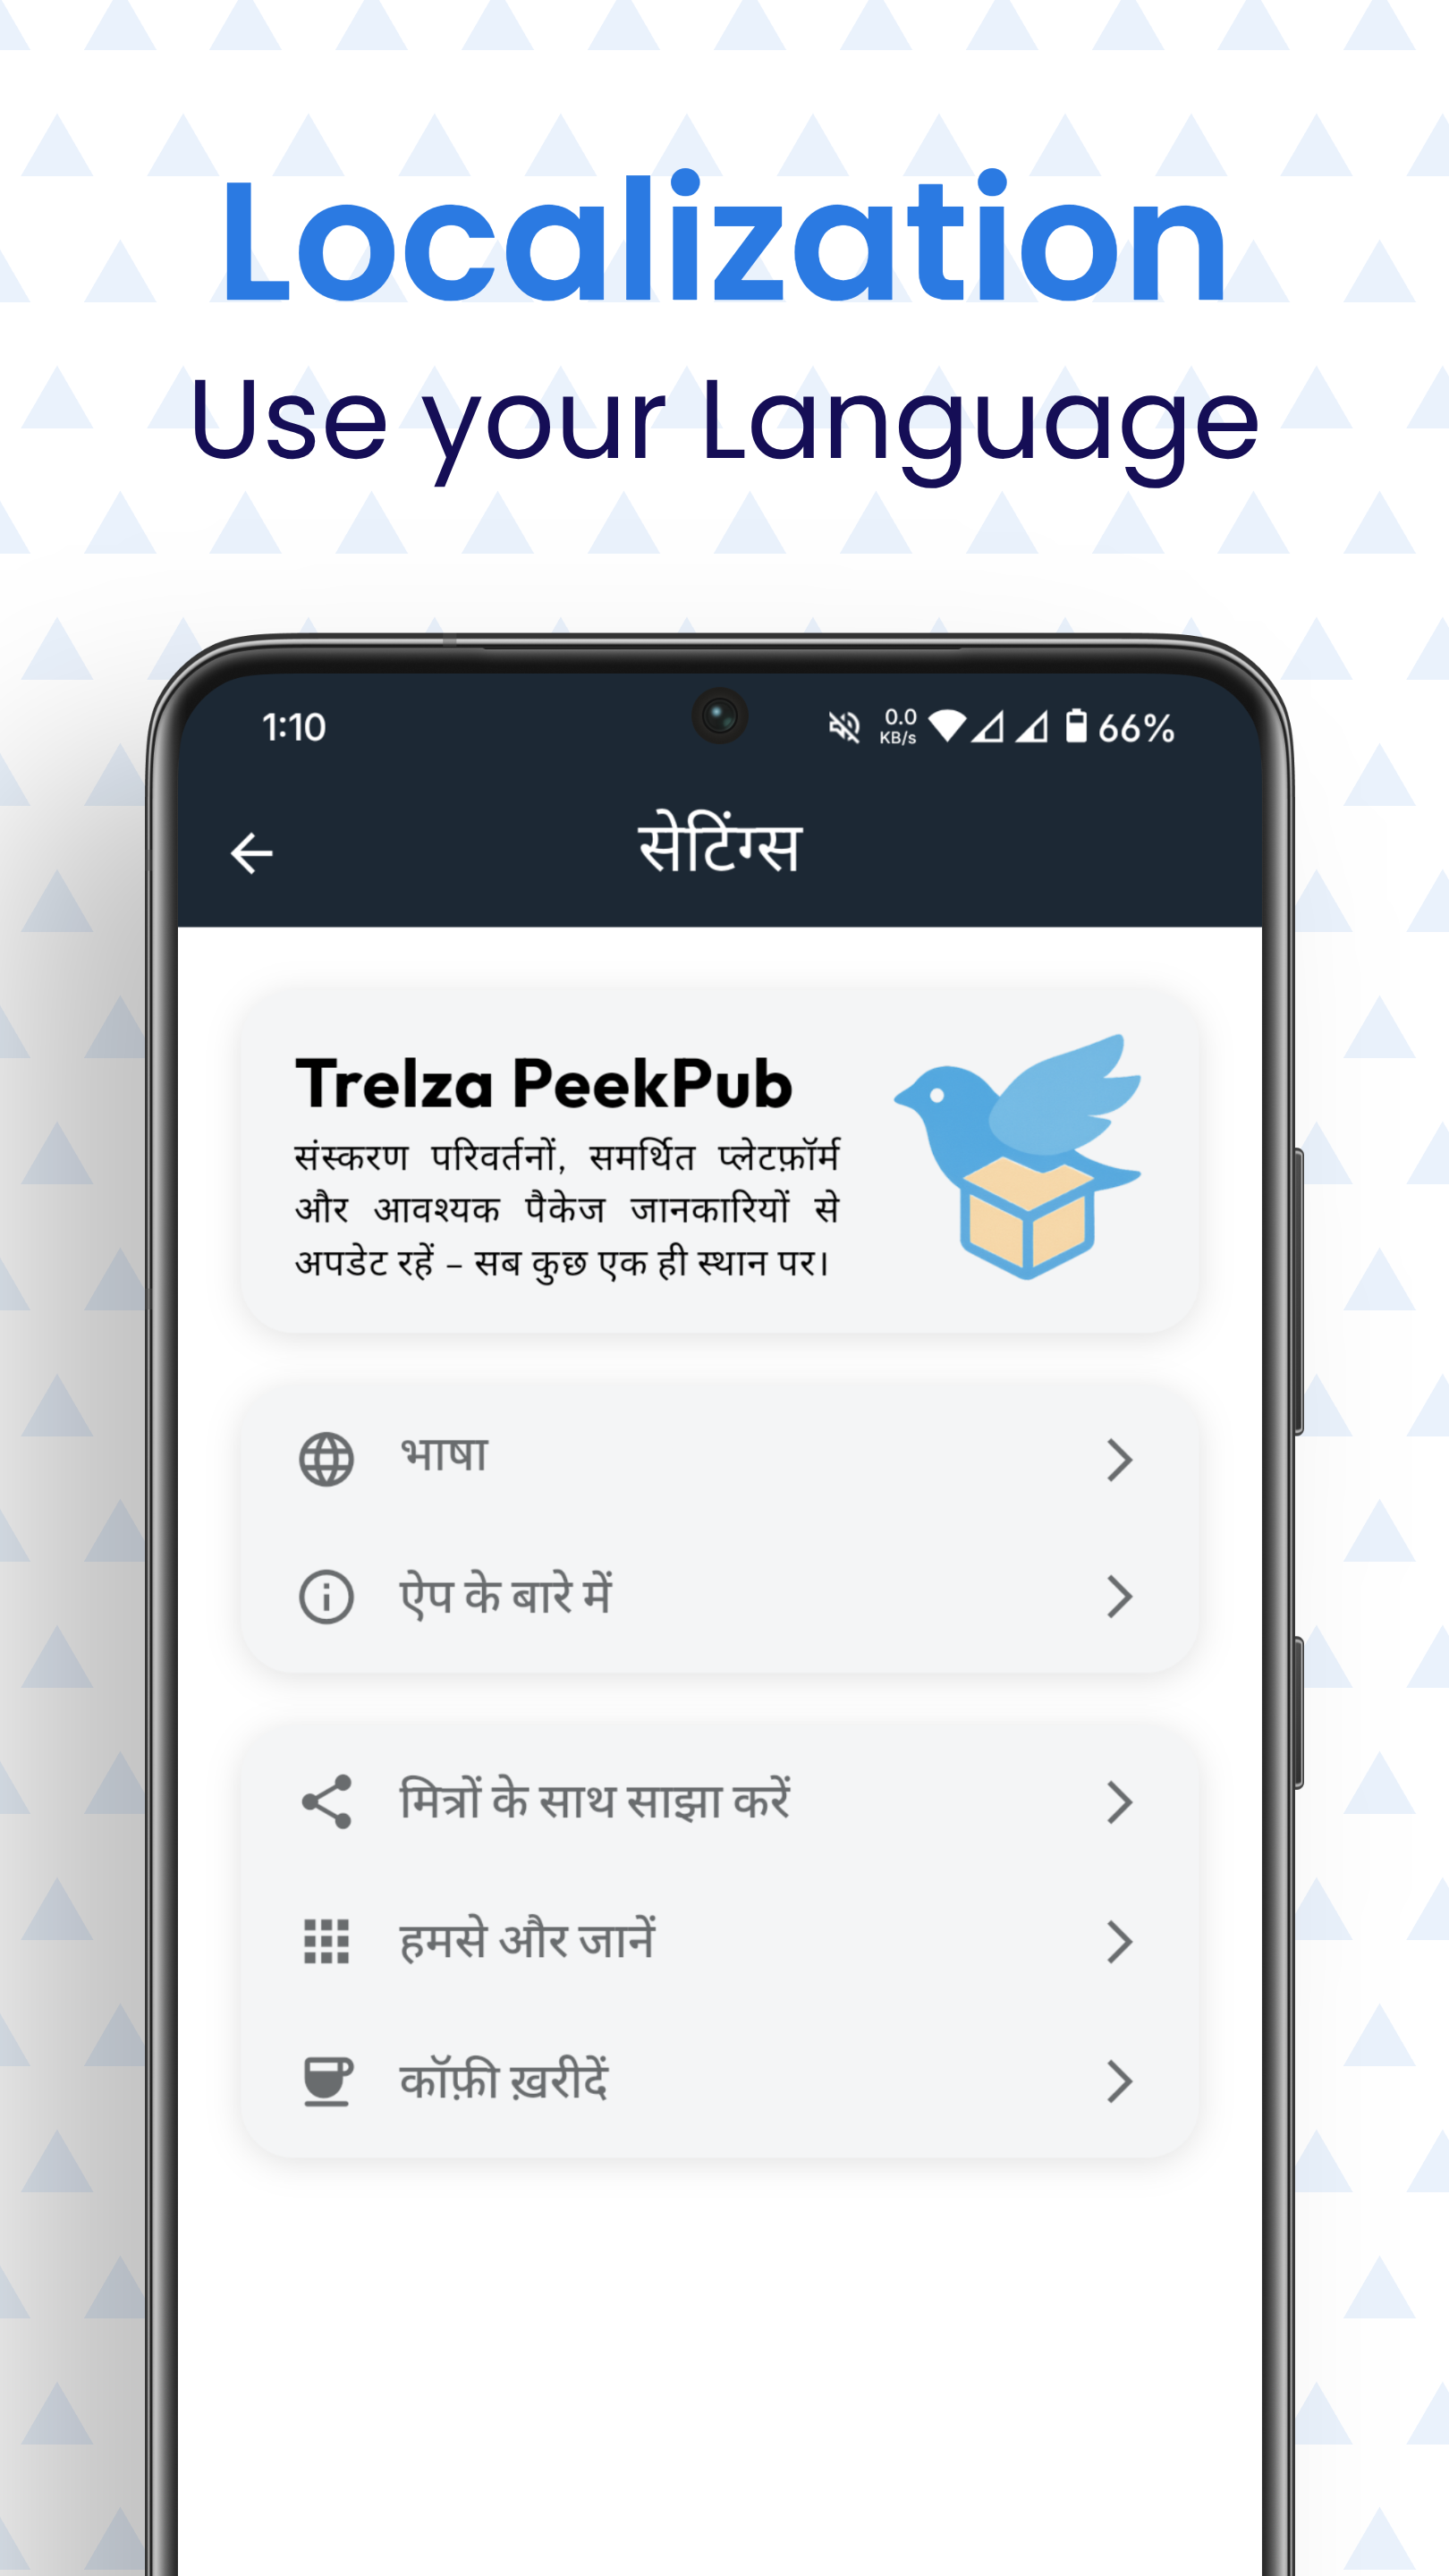 Localization
Use your Language
1:10
0.0
KB/s
66%
सेटिंग्स
Trelza PeekPub
संस्करण परिवर्तनों, समर्थित प्लेटफ़ॉर्म
और आवश्यक पैकेज जानकारियों से
अपडेट रहें – सब कुछ एक ही स्थान पर।
भाषा
ऐप के बारे में
मित्रों के साथ साझा करें
हमसे और जानें
कॉफ़ी ख़रीदें